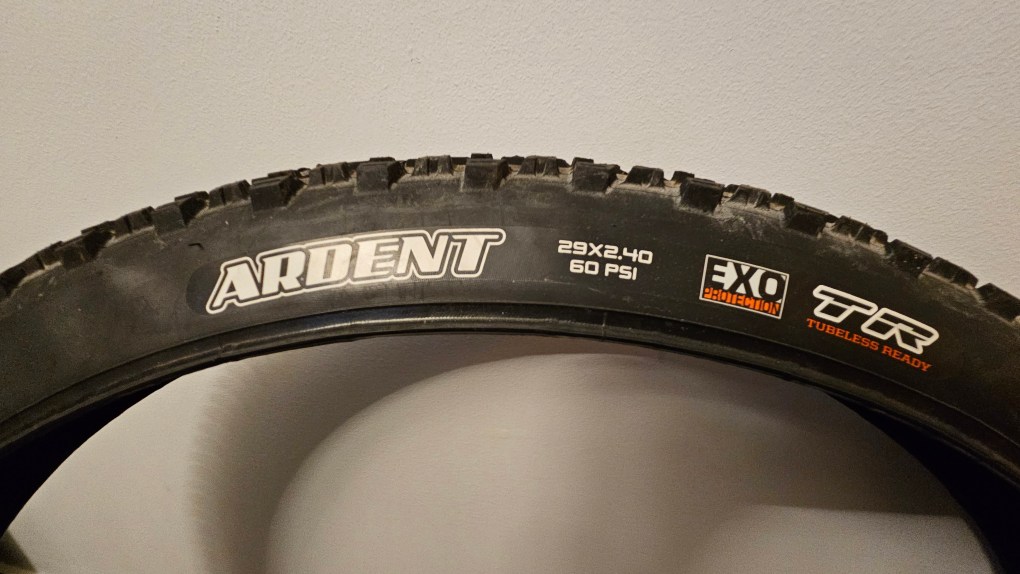 ARDENT
29X2.40
60 PSI
EXO
PROTECTION
TR
TUBELESS READY